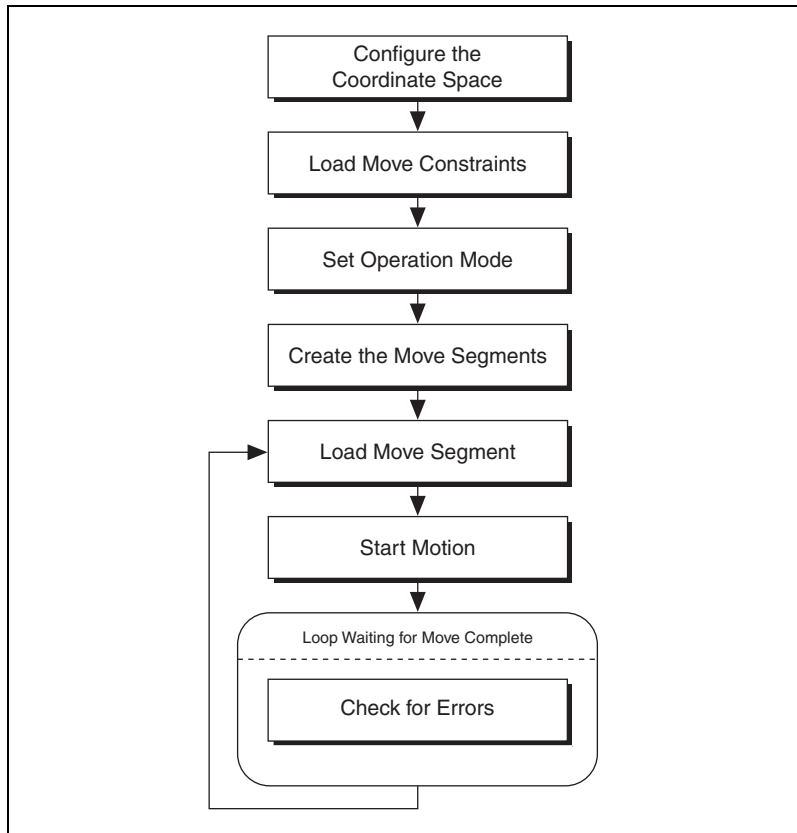 Configure the
Coordinate Space
Load Move Constraints
Set Operation Mode
Create the Move Segments
Load Move Segment
Start Motion
Loop Waiting for Move Complete
Check for Errors